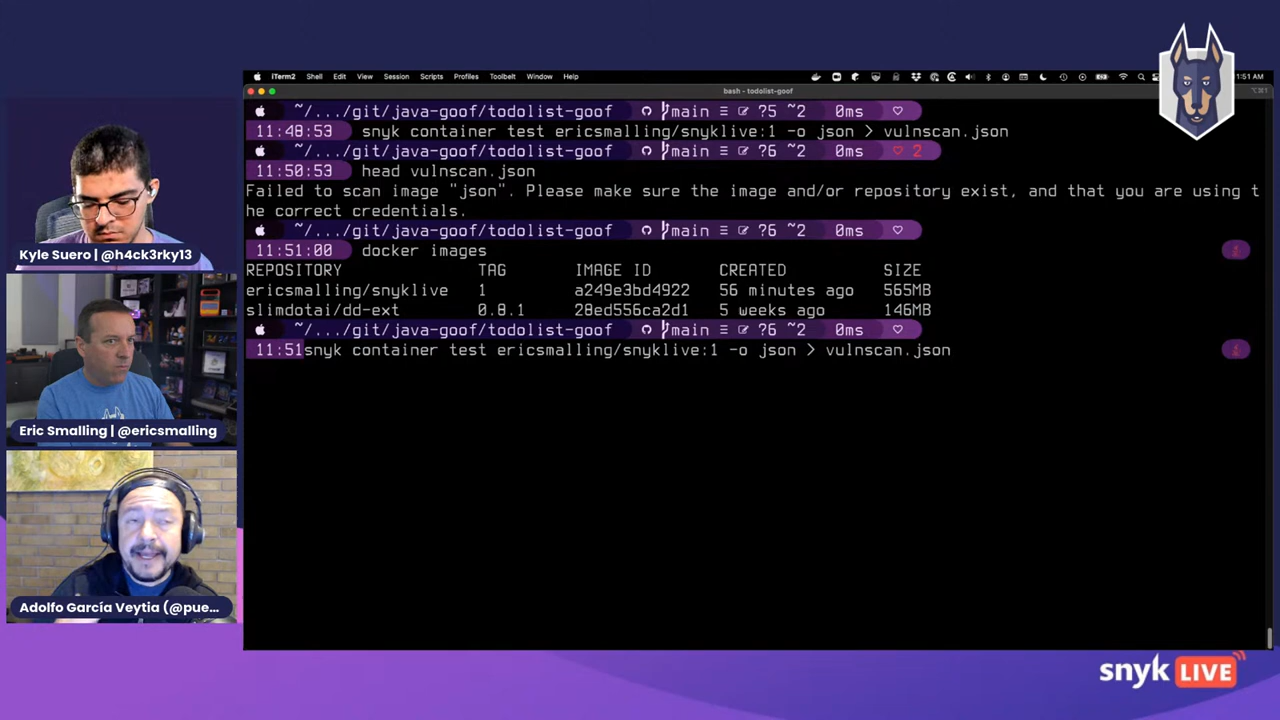 iTerm2 Shell Edit View Session Scripts Profiles Toolbelt Window Help
1:51 AM
bash - todolist-goof
⌥⌘1
~/.../git/java-goof/todolist-goof main ≡ ?5 ~2 0ms
11:48:53 snyk container test ericsmalling/snyklive:1 -o json > vulnscan.json
~/.../git/java-goof/todolist-goof main ≡ ?6 ~2 0ms 2
11:50:53 head vulnscan.json
Failed to scan image "json". Please make sure the image and/or repository exist, and that you are using t
he correct credentials.
~/.../git/java-goof/todolist-goof main ≡ ?6 ~2 0ms
11:51:00 docker images
REPOSITORY TAG IMAGE ID CREATED SIZE
ericsmalling/snyklive 1 a249e3bd4922 56 minutes ago 565MB
slimdotai/dd-ext 0.8.1 28ed556ca2d1 5 weeks ago 146MB
~/.../git/java-goof/todolist-goof main ≡ ?6 ~2 0ms
11:51snyk container test ericsmalling/snyklive:1 -o json > vulnscan.json
Kyle Suero | @h4ck3rky13
Eric Smalling | @ericsmalling
Adolfo García Veytia (@pue...
snyk LIVE